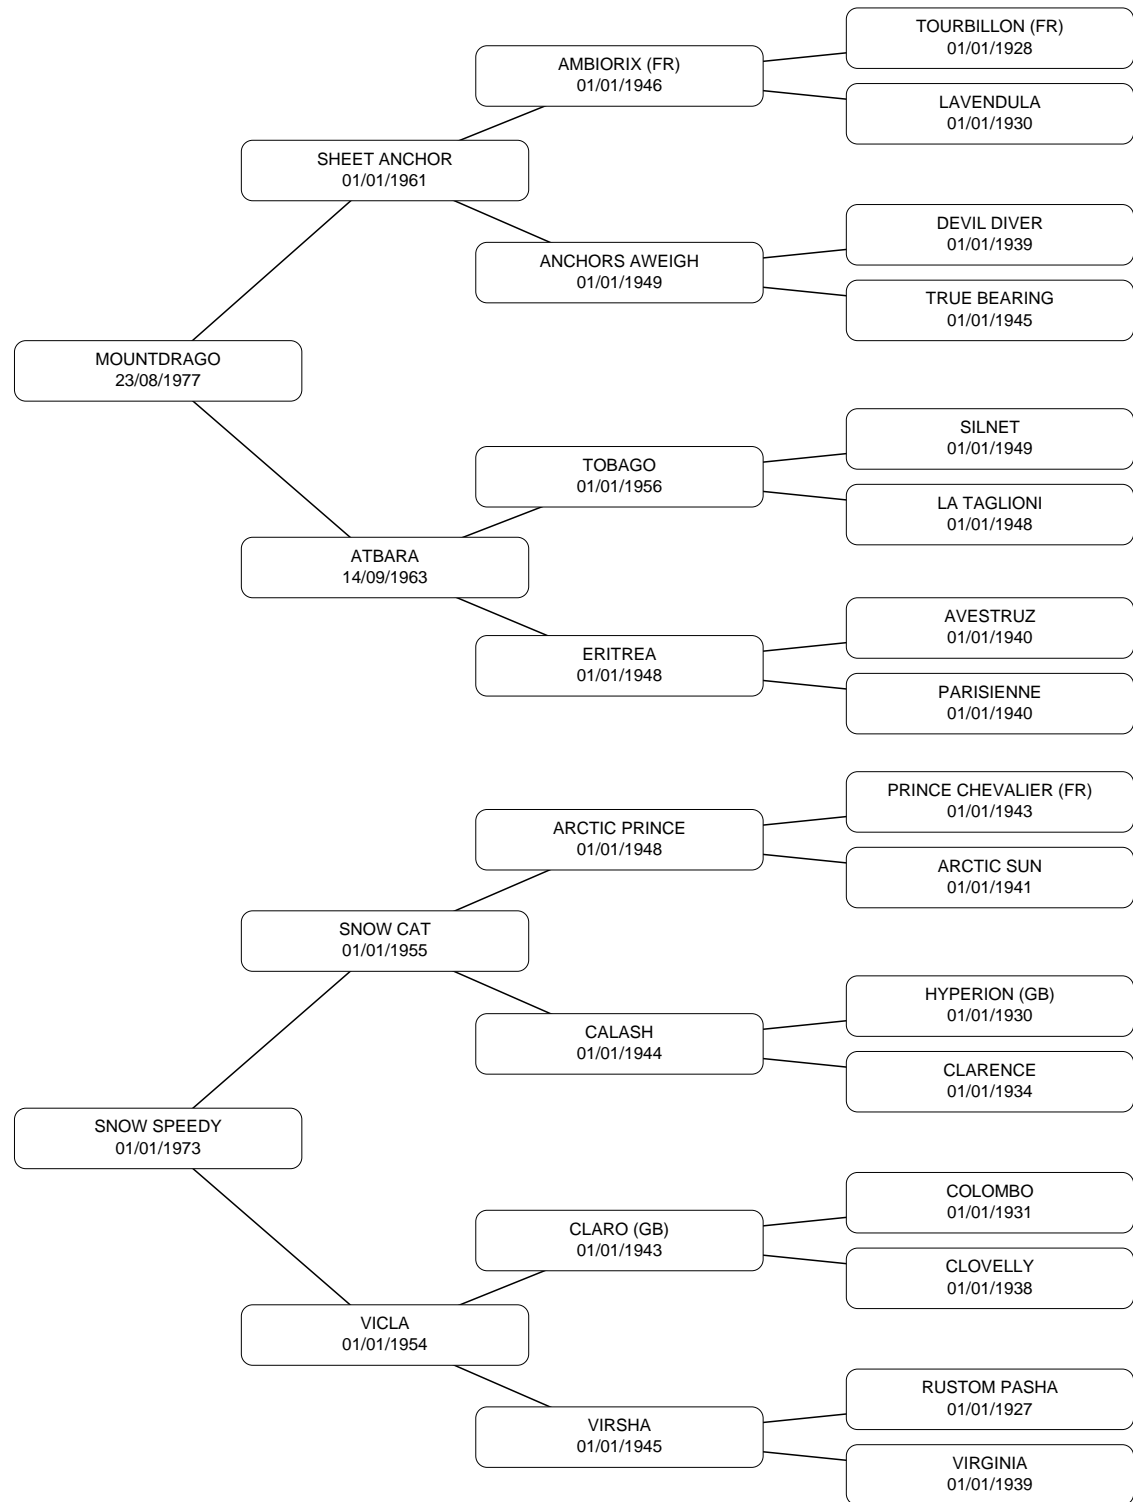 TOURBILLON (FR)
01/01/1928
AMBIORIX (FR)
01/01/1946
LAVENDULA
01/01/1930
SHEET ANCHOR
01/01/1961
DEVIL DIVER
01/01/1939
ANCHORS AWEIGH
01/01/1949
TRUE BEARING
01/01/1945
MOUNTDRAGO
23/08/1977
SILNET
01/01/1949
TOBAGO
01/01/1956
LA TAGLIONI
01/01/1948
ATBARA
14/09/1963
AVESTRUZ
01/01/1940
ERITREA
01/01/1948
PARISIENNE
01/01/1940
PRINCE CHEVALIER (FR)
01/01/1943
ARCTIC PRINCE
01/01/1948
ARCTIC SUN
01/01/1941
SNOW CAT
01/01/1955
HYPERION (GB)
01/01/1930
CALASH
01/01/1944
CLARENCE
01/01/1934
SNOW SPEEDY
01/01/1973
COLOMBO
01/01/1931
CLARO (GB)
01/01/1943
CLOVELLY
01/01/1938
VICLA
01/01/1954
RUSTOM PASHA
01/01/1927
VIRSHA
01/01/1945
VIRGINIA
01/01/1939